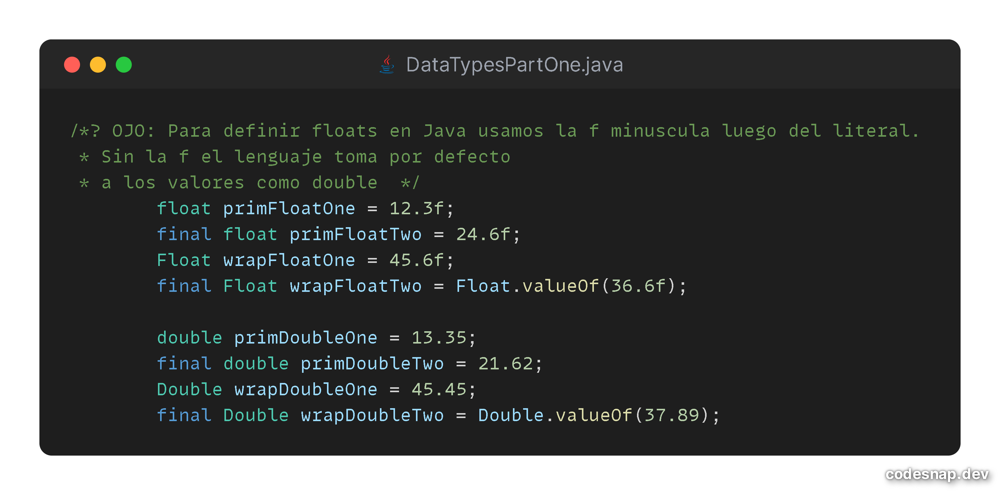 DataTypesPartOne.java
/*? OJO: Para definir floats en Java usamos la f minuscula luego del literal.
* Sin la f el lenguaje toma por defecto
* a los valores como double  */
float primFloatOne = 12.3f;
final float primFloatTwo = 24.6f;
Float wrapFloatOne = 45.6f;
final Float wrapFloatTwo = Float.valueOf(36.6f);
double primDoubleOne = 13.35;
final double primDoubleTwo = 21.62;
Double wrapDoubleOne = 45.45;
final Double wrapDoubleTwo = Double.valueOf(37.89);
codesnap.dev